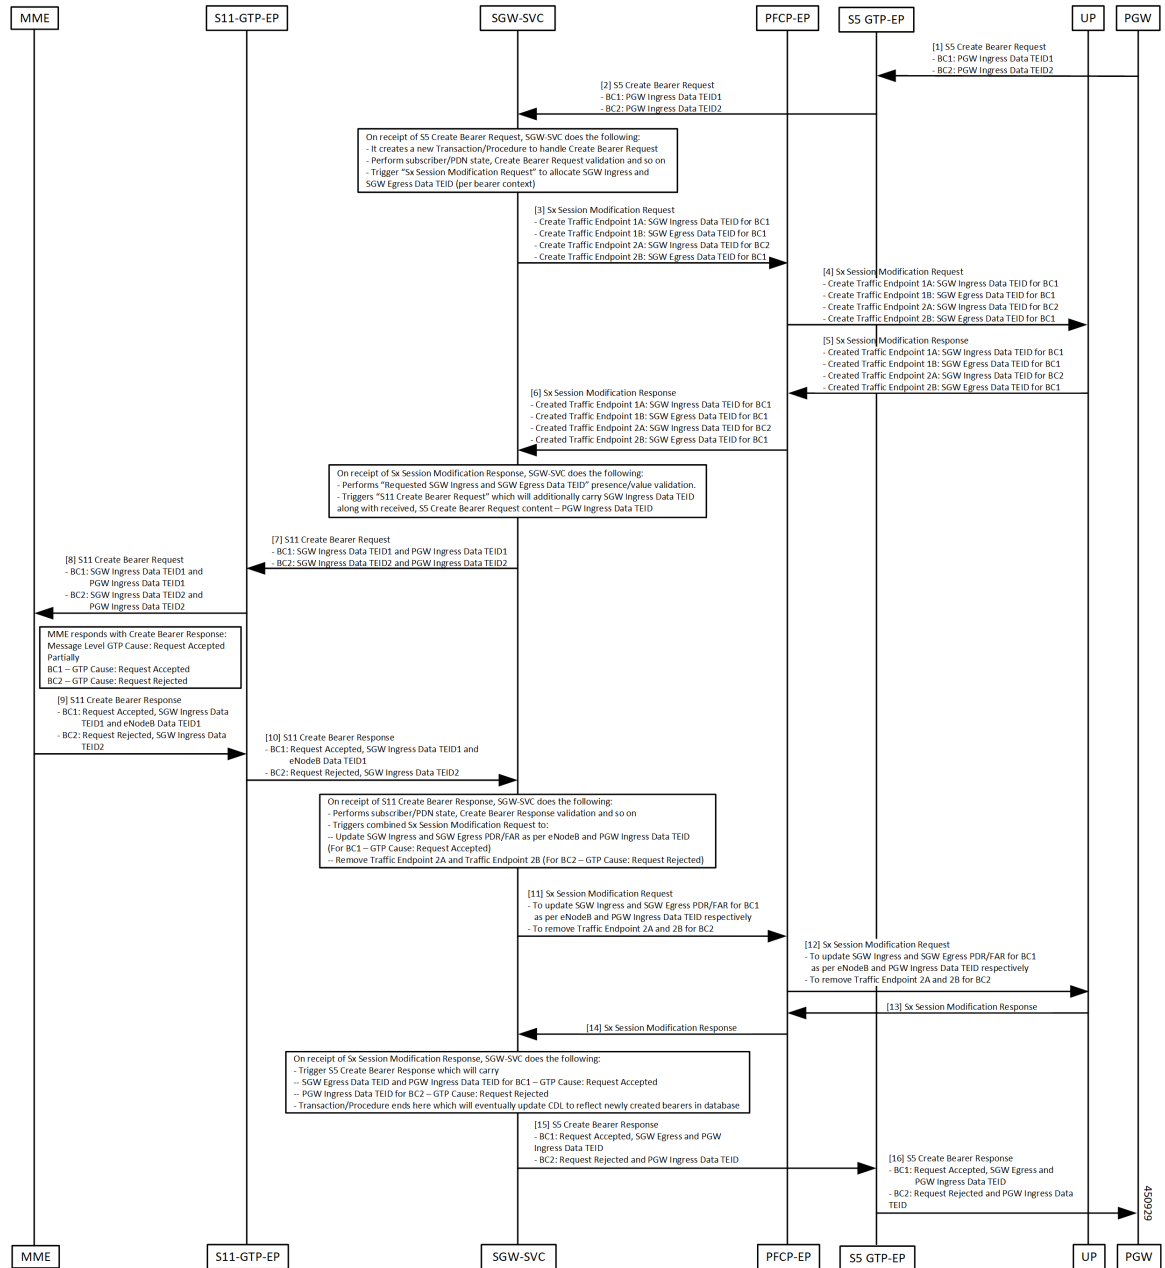 MME
S11-GTP-EP
SGW-SVC
PFCP-EP
S5 GTP-EP
UP
PGW
[1] S5 Create Bearer Request
- BC1: PGW Ingress Data TEID1
- BC2: PGW Ingress Data TEID2
[2] S5 Create Bearer Request
- BC1: PGW Ingress Data TEID1
- BC2: PGW Ingress Data TEID2
On receipt of S5 Create Bearer Request, SGW-SVC does the following:
- It creates a new Transaction/Procedure to handle Create Bearer Request
- Perform subscriber/PDN state, Create Bearer Request validation and so on
- Trigger “Sx Session Modification Request” to allocate SGW Ingress and
SGW Egress Data TEID (per bearer context)
[3] Sx Session Modification Request
- Create Traffic Endpoint 1A: SGW Ingress Data TEID for BC1
- Create Traffic Endpoint 1B: SGW Egress Data TEID for BC1
- Create Traffic Endpoint 2A: SGW Ingress Data TEID for BC2
- Create Traffic Endpoint 2B: SGW Egress Data TEID for BC1
[4] Sx Session Modification Request
- Create Traffic Endpoint 1A: SGW Ingress Data TEID for BC1
- Create Traffic Endpoint 1B: SGW Egress Data TEID for BC1
- Create Traffic Endpoint 2A: SGW Ingress Data TEID for BC2
- Create Traffic Endpoint 2B: SGW Egress Data TEID for BC1
[5] Sx Session Modification Response
- Created Traffic Endpoint 1A: SGW Ingress Data TEID for BC1
- Created Traffic Endpoint 1B: SGW Egress Data TEID for BC1
- Created Traffic Endpoint 2A: SGW Ingress Data TEID for BC2
- Created Traffic Endpoint 2B: SGW Egress Data TEID for BC1
[6] Sx Session Modification Response
- Created Traffic Endpoint 1A: SGW Ingress Data TEID for BC1
- Created Traffic Endpoint 1B: SGW Egress Data TEID for BC1
- Created Traffic Endpoint 2A: SGW Ingress Data TEID for BC2
- Created Traffic Endpoint 2B: SGW Egress Data TEID for BC1
On receipt of Sx Session Modification Response, SGW-SVC does the following:
- Performs “Requested SGW Ingress and SGW Egress Data TEID” presence/value validation.
- Triggers “S11 Create Bearer Request” which will additionally carry SGW Ingress Data TEID
along with received, S5 Create Bearer Request content – PGW Ingress Data TEID
[7] S11 Create Bearer Request
- BC1: SGW Ingress Data TEID1 and PGW Ingress Data TEID1
- BC2: SGW Ingress Data TEID2 and PGW Ingress Data TEID2
[8] S11 Create Bearer Request
- BC1: SGW Ingress Data TEID1 and
PGW Ingress Data TEID1
- BC2: SGW Ingress Data TEID2 and
PGW Ingress Data TEID2
MME responds with Create Bearer Response:
Message Level GTP Cause: Request Accepted
Partially
BC1 – GTP Cause: Request Accepted
BC2 – GTP Cause: Request Rejected
[9] S11 Create Bearer Response
- BC1: Request Accepted, SGW Ingress Data
TEID1 and eNodeB Data TEID1
- BC2: Request Rejected, SGW Ingress Data
TEID2
[10] S11 Create Bearer Response
- BC1: Request Accepted, SGW Ingress Data TEID1 and
eNodeB Data TEID1
- BC2: Request Rejected, SGW Ingress Data TEID2
On receipt of S11 Create Bearer Response, SGW-SVC does the following:
- Performs subscriber/PDN state, Create Bearer Response validation and so on
- Triggers combined Sx Session Modification Request to:
-- Update SGW Ingress and SGW Egress PDR/FAR as per eNodeB and PGW Ingress Data TEID
(For BC1 – GTP Cause: Request Accepted)
-- Remove Traffic Endpoint 2A and Traffic Endpoint 2B (For BC2 – GTP Cause: Request Rejected)
[11] Sx Session Modification Request
- To update SGW Ingress and SGW Egress PDR/FAR for BC1
as per eNodeB and PGW Ingress Data TEID respectively
- To remove Traffic Endpoint 2A and 2B for BC2
[12] Sx Session Modification Request
- To update SGW Ingress and SGW Egress PDR/FAR for BC1
as per eNodeB and PGW Ingress Data TEID respectively
- To remove Traffic Endpoint 2A and 2B for BC2
[13] Sx Session Modification Response
[14] Sx Session Modification Response
On receipt of Sx Session Modification Response, SGW-SVC does the following:
- Trigger S5 Create Bearer Response which will carry
-- SGW Egress Data TEID and PGW Ingress Data TEID for BC1 – GTP Cause: Request Accepted
-- PGW Ingress Data TEID for BC2 – GTP Cause: Request Rejected
- Transaction/Procedure ends here which will eventually update CDL to reflect newly created bearers in database
[15] S5 Create Bearer Response
- BC1: Request Accepted, SGW Egress and PGW
Ingress Data TEID
- BC2: Request Rejected and PGW Ingress Data TEID
[16] S5 Create Bearer Response
- BC1: Request Accepted, SGW Egress and
PGW Ingress Data TEID
- BC2: Request Rejected and PGW Ingress Data
TEID
450929
MME
S11-GTP-EP
SGW-SVC
PFCP-EP
S5 GTP-EP
UP
PGW